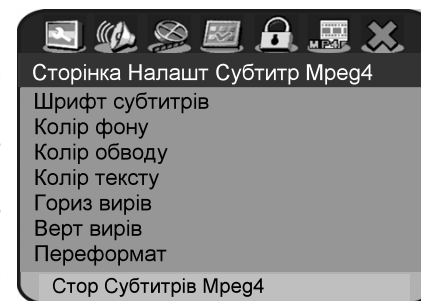 MP4
Сторінка Налашт Субтитр Mpeg4
Шрифт субтитрів
Колір фону
Колір обводу
Колір тексту
Гориз вирів
Верт вирів
Переформат
Стор Субтитрів Mpeg4